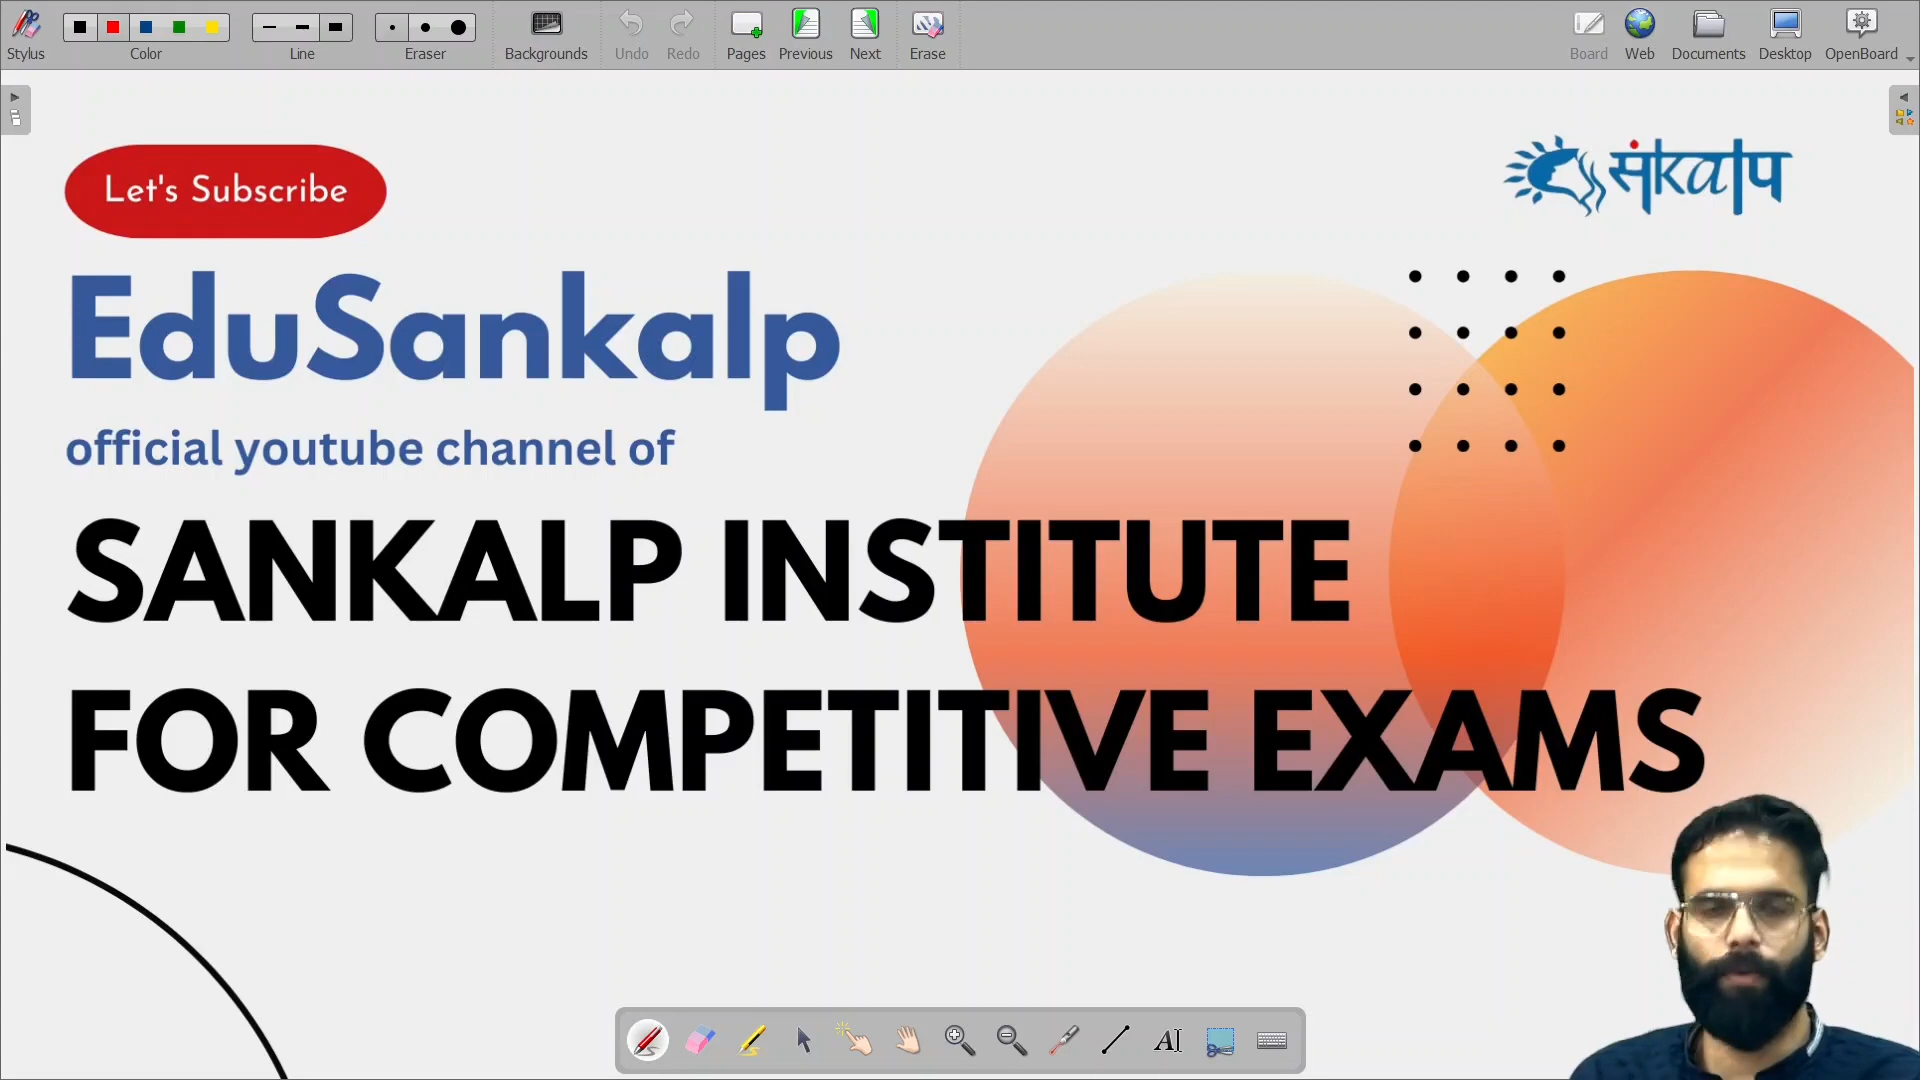 Stylus
Color
Line
Eraser
Backgrounds
Undo
Redo
Pages
Previous
Next
Erase
Board
Web
Documents
Desktop
OpenBoard
Let's Subscribe
संkalप
EduSankalp
official youtube channel of
SANKALP INSTITUTE
FOR COMPETITIVE EXAMS